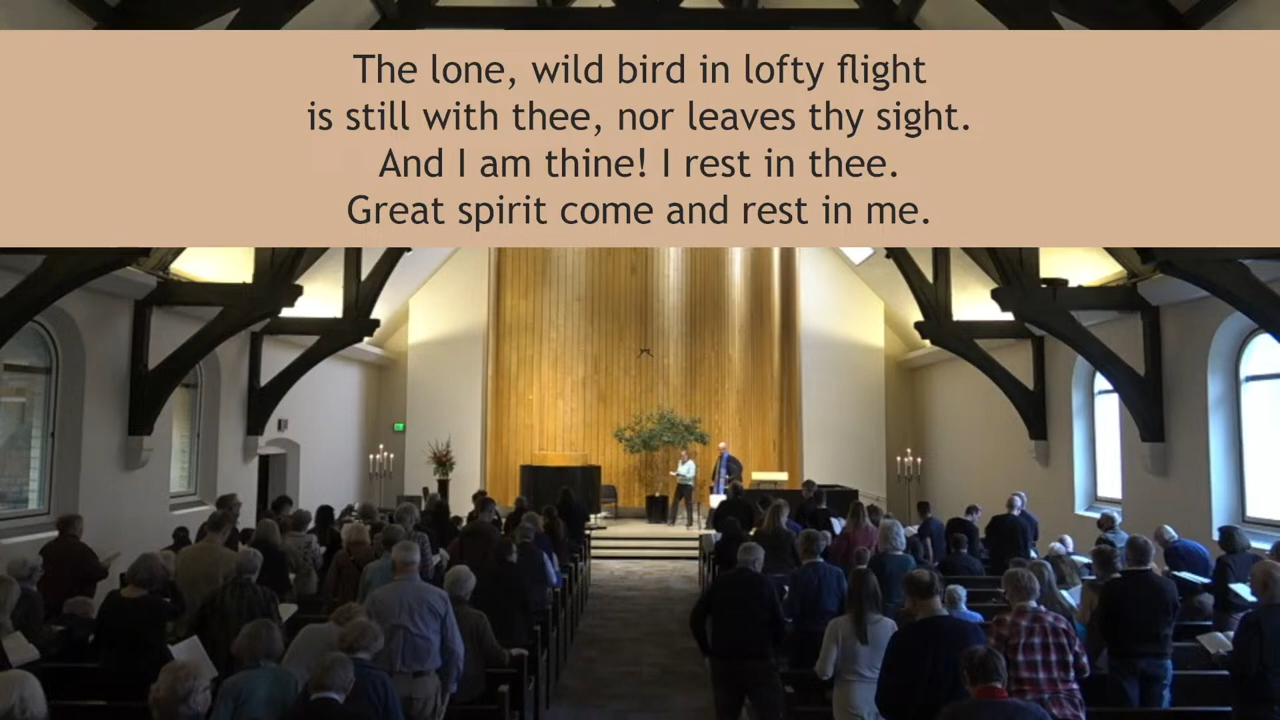 The lone, wild bird in lofty flight
is still with thee, nor leaves thy sight.
And I am thine! I rest in thee.
Great spirit come and rest in me.